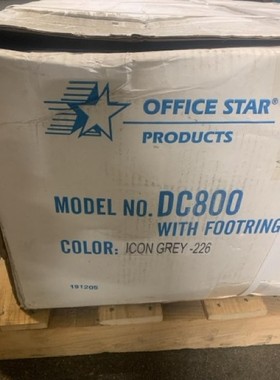 OFFICE STAR®
PRODUCTS
MODEL NO. DC800
WITH FOOTRING
COLOR: ICON GREY -226
191205